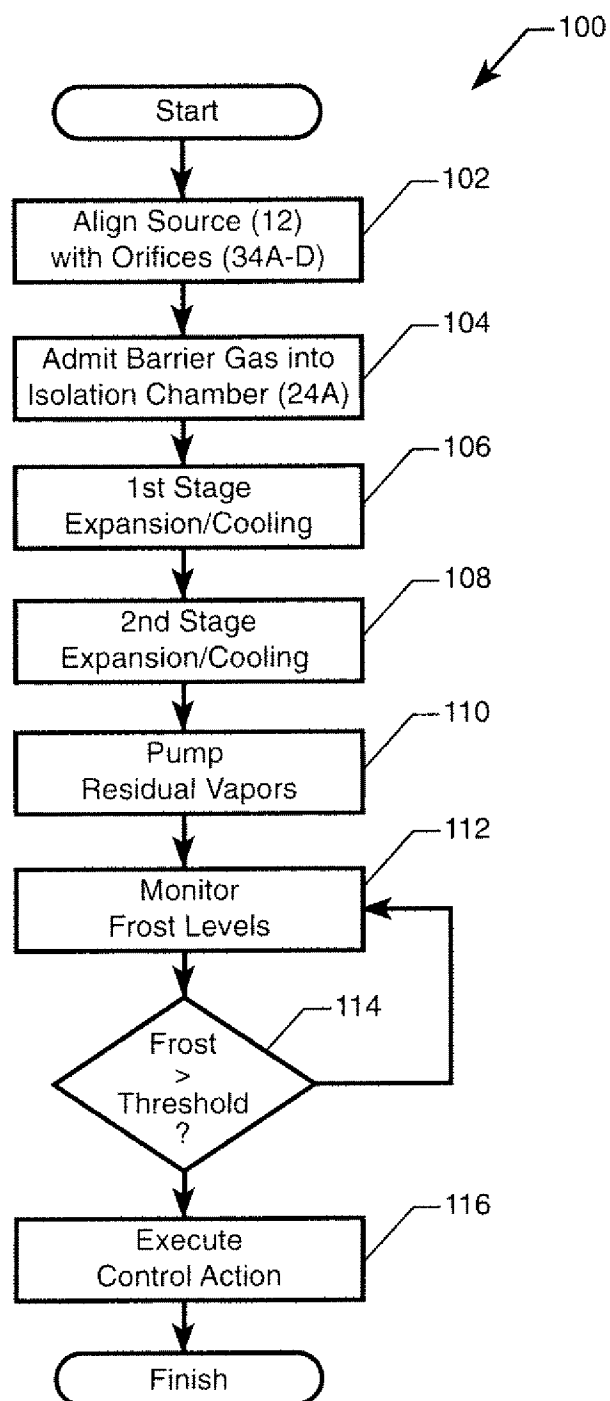 100
Start
102
Align Source (12)
with Orifices (34A-D)
104
Admit Barrier Gas into
Isolation Chamber (24A)
106
1st Stage
Expansion/Cooling
108
2nd Stage
Expansion/Cooling
110
Pump
Residual Vapors
112
Monitor
Frost Levels
114
Frost
>
Threshold
?
116
Execute
Control Action
Finish